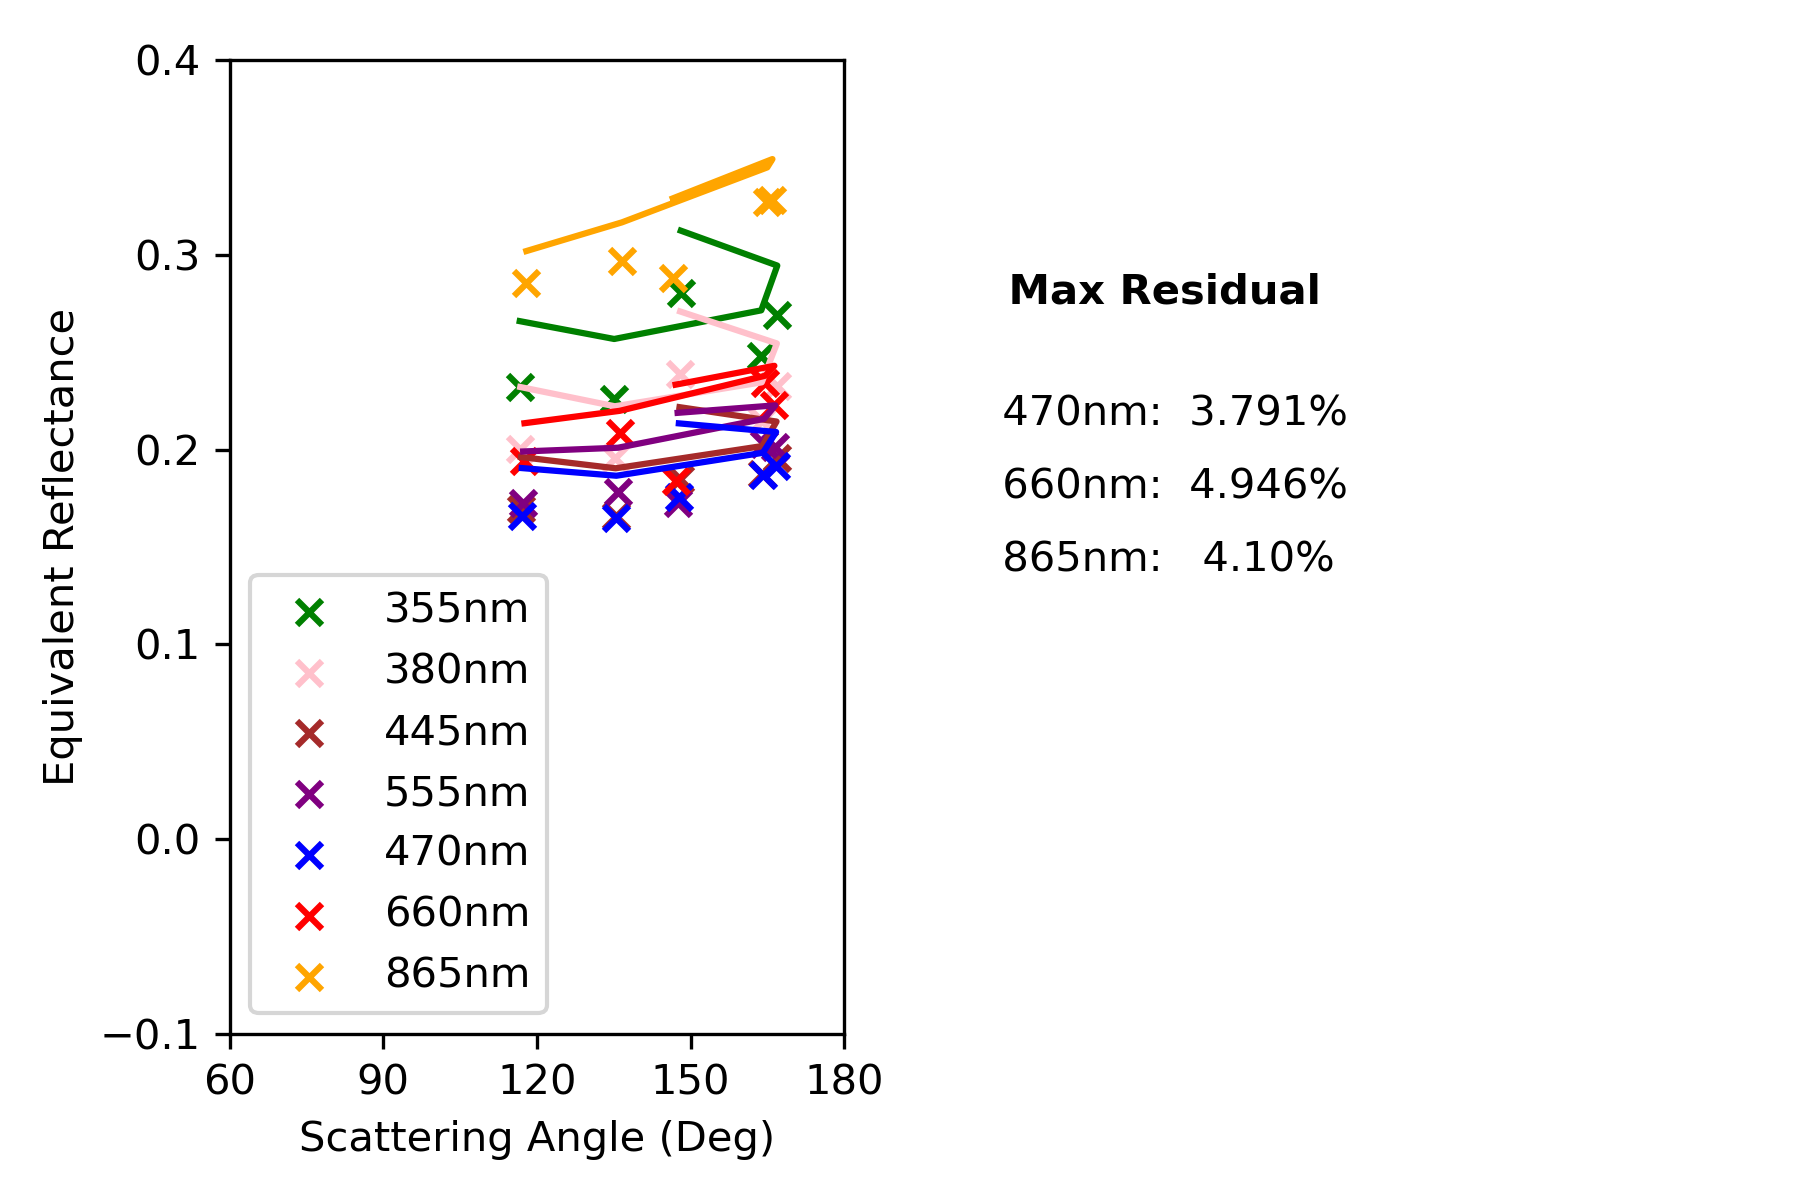 0.4
0.3
0.2
0.1
0.0
−0.1
60 90 120 150 180
Equivalent Reflectance
Scattering Angle (Deg)
355nm
380nm
445nm
555nm
470nm
660nm
865nm
Max Residual
470nm: 3.791%
660nm: 4.946%
865nm: 4.10%